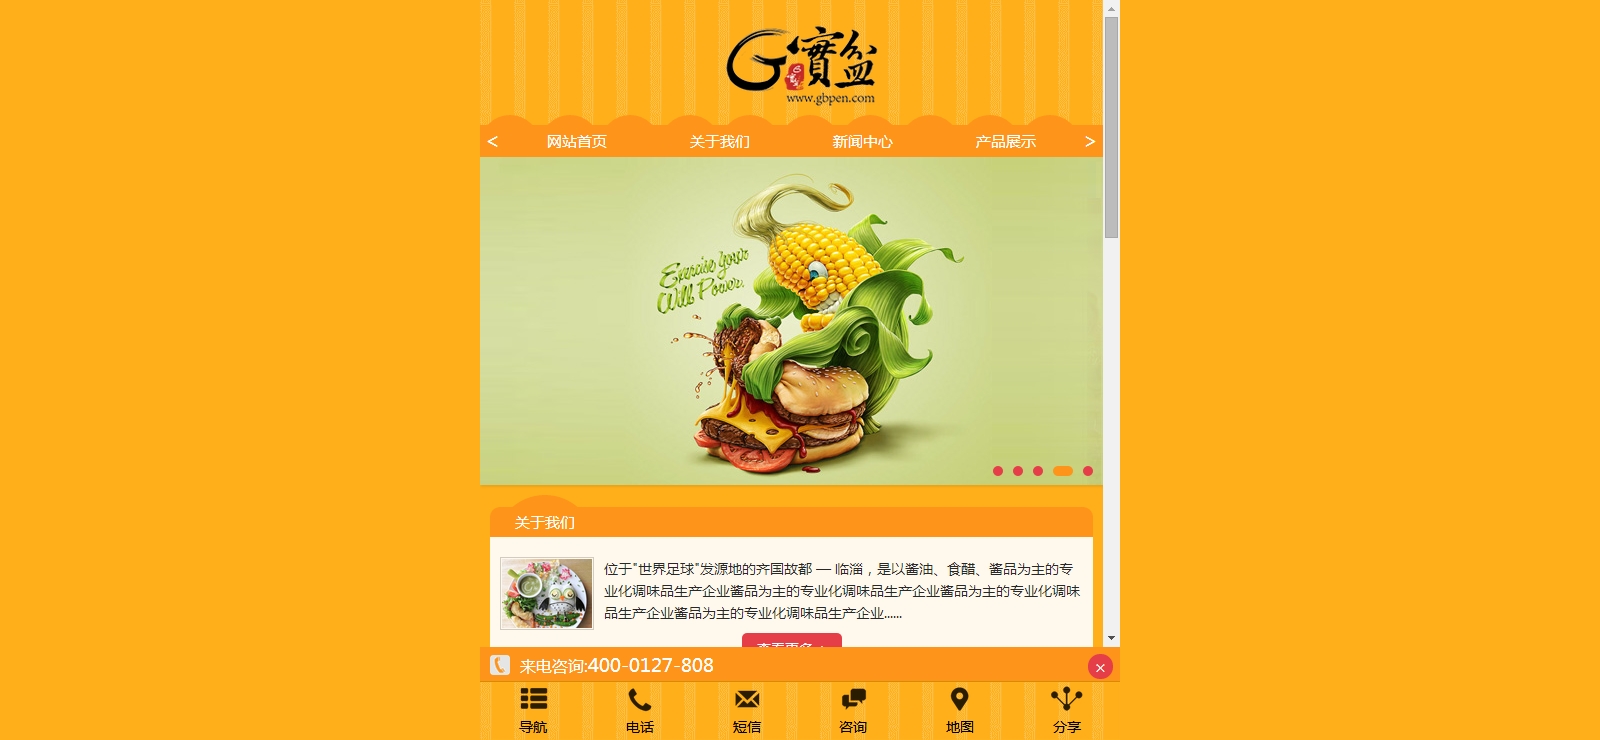 G寶盆
www.gbpen.com
< 网站首页 关于我们 新闻中心 产品展示 >
Exercise your
Will Power.
关于我们
位于"世界足球"发源地的齐国故都 — 临淄，是以酱油、食醋、酱品为主的专
业化调味品生产企业酱品为主的专业化调味品生产企业酱品为主的专业化调味
品生产企业酱品为主的专业化调味品生产企业......
来电咨询:400-0127-808
导航 电话 短信 咨询 地图 分享